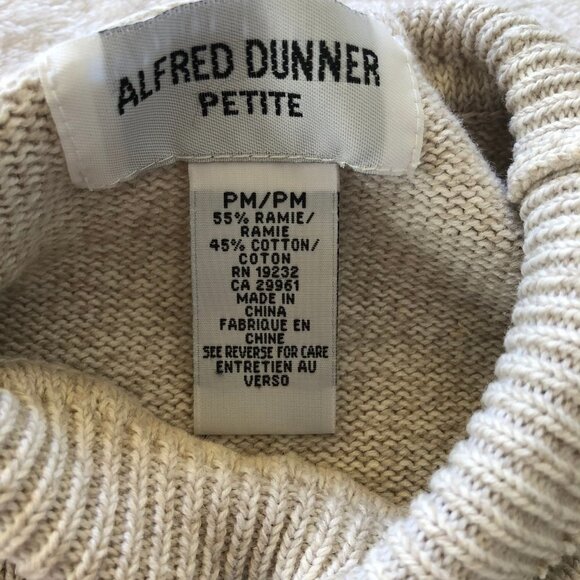 ALFRED DUNNER
PETITE
PM/PM
55% RAMIE/
RAMIE
45% COTTON/
COTON
RN 19232
CA 29961
MADE IN
CHINA
FABRIQUE EN
CHINE
SEE REVERSE FOR CARE
ENTRETIEN AU
VERSO